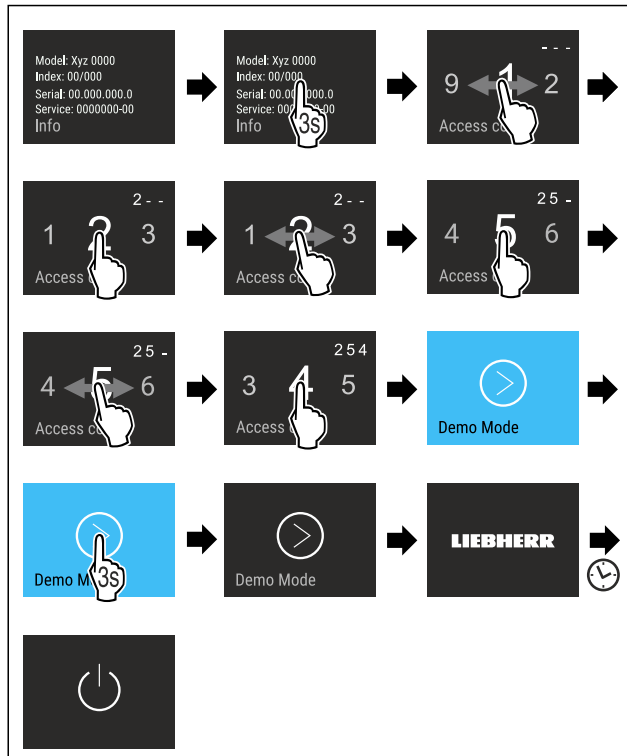 Model: Xyz 0000
Index: 00/000
Serial: 00.000.000.0
Service: 0000000-00
Info
Model: Xyz 0000
Index: 00/000
Serial: 00.000.0
Service: 00 000-00
Info
3s
- - -
9 1 2
Access
2 - -
1 2 3
Access
2 - -
1 2 3
Access
2 5 -
4 5 6
Access
2 5 -
4 5 6
Access
2 5 4
3 4 5
Access
Demo Mode
Demo M
3s
Demo Mode
LIEBHERR